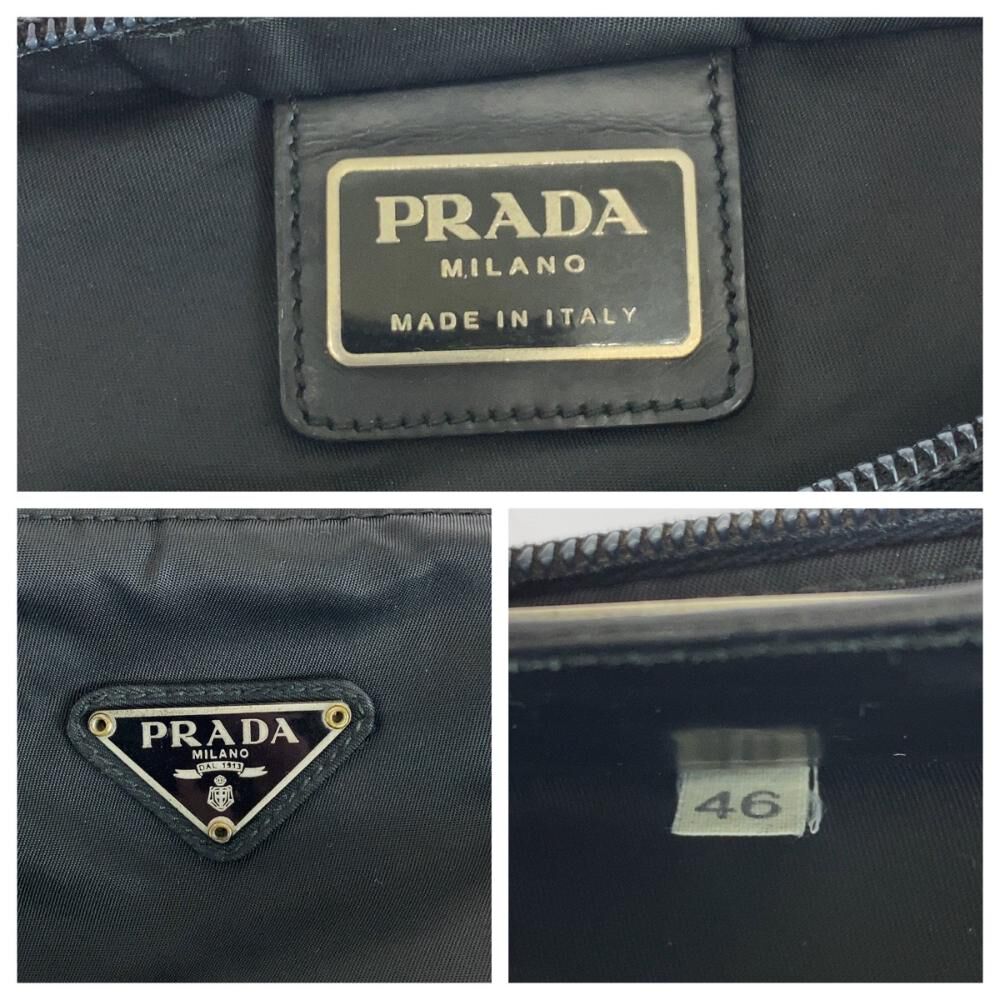 PRADA
MILANO
MADE IN ITALY
PRADA
MILANO
DAL 1913
46